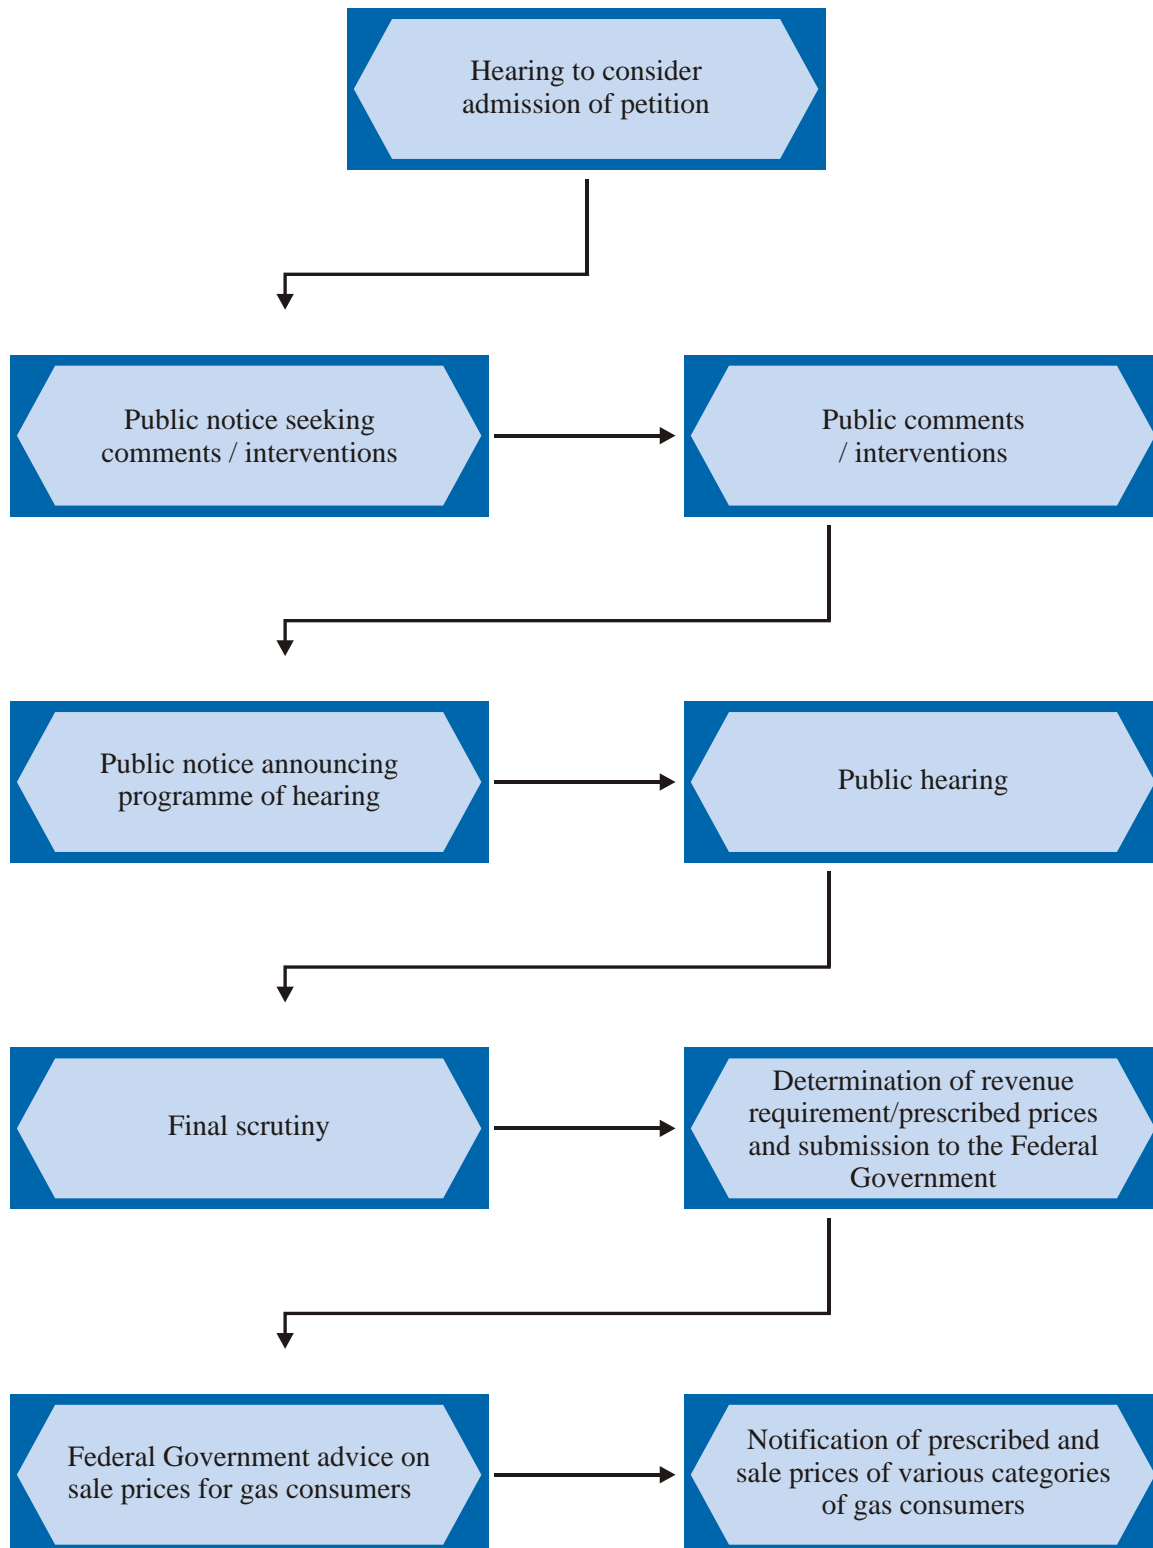 Hearing to consider
admission of petition
Public notice seeking
comments / interventions
Public comments
/ interventions
Public notice announcing
programme of hearing
Public hearing
Final scrutiny
Determination of revenue
requirement/prescribed prices
and submission to the Federal
Government
Federal Government advice on
sale prices for gas consumers
Notification of prescribed and
sale prices of various categories
of gas consumers